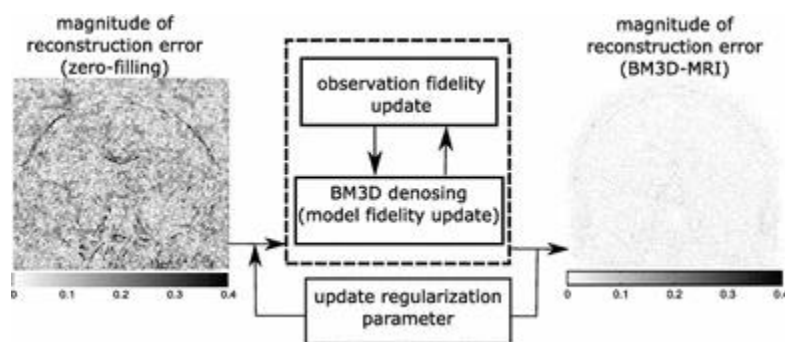 magnitude of
reconstruction error
(zero-filling)
0
0.1
0.2
0.3
0.4
observation fidelity
update
BM3D denosing
(model fidelity update)
update regularization
parameter
magnitude of
reconstruction error
(BM3D-MRI)
0
0.1
0.2
0.3
0.4